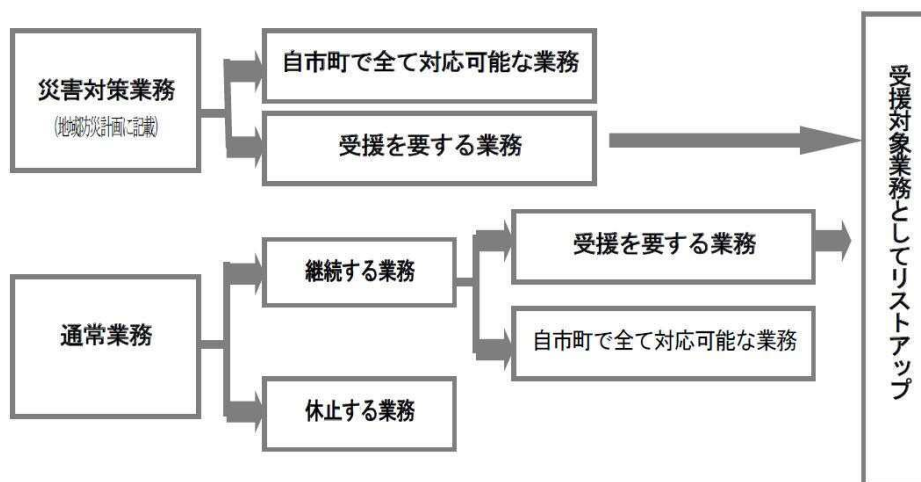 災害対策業務
(地域防災計画に記載)
自市町で全て対応可能な業務
受援を要する業務
通常業務
継続する業務
休止する業務
受援を要する業務
自市町で全て対応可能な業務
受援対象業務としてリストアップ